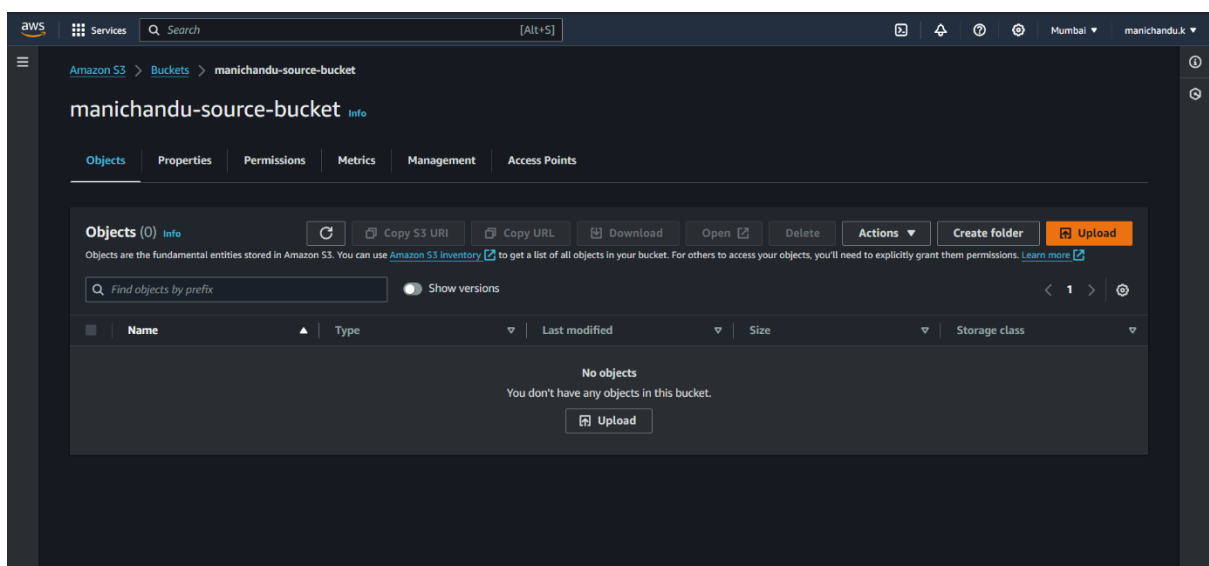 aws Services Search [Alt+S] Mumbai manichandu.k
Amazon S3 > Buckets > manichandu-source-bucket
manichandu-source-bucket Info
Objects Properties Permissions Metrics Management Access Points
Objects (0) Info Copy S3 URI Copy URL Download Open Delete Actions Create folder Upload
Objects are the fundamental entities stored in Amazon S3. You can use Amazon S3 inventory to get a list of all objects in your bucket. For others to access your objects, you'll need to explicitly grant them permissions. Learn more
Find objects by prefix Show versions < 1 >
Name Type Last modified Size Storage class
No objects
You don't have any objects in this bucket.
Upload